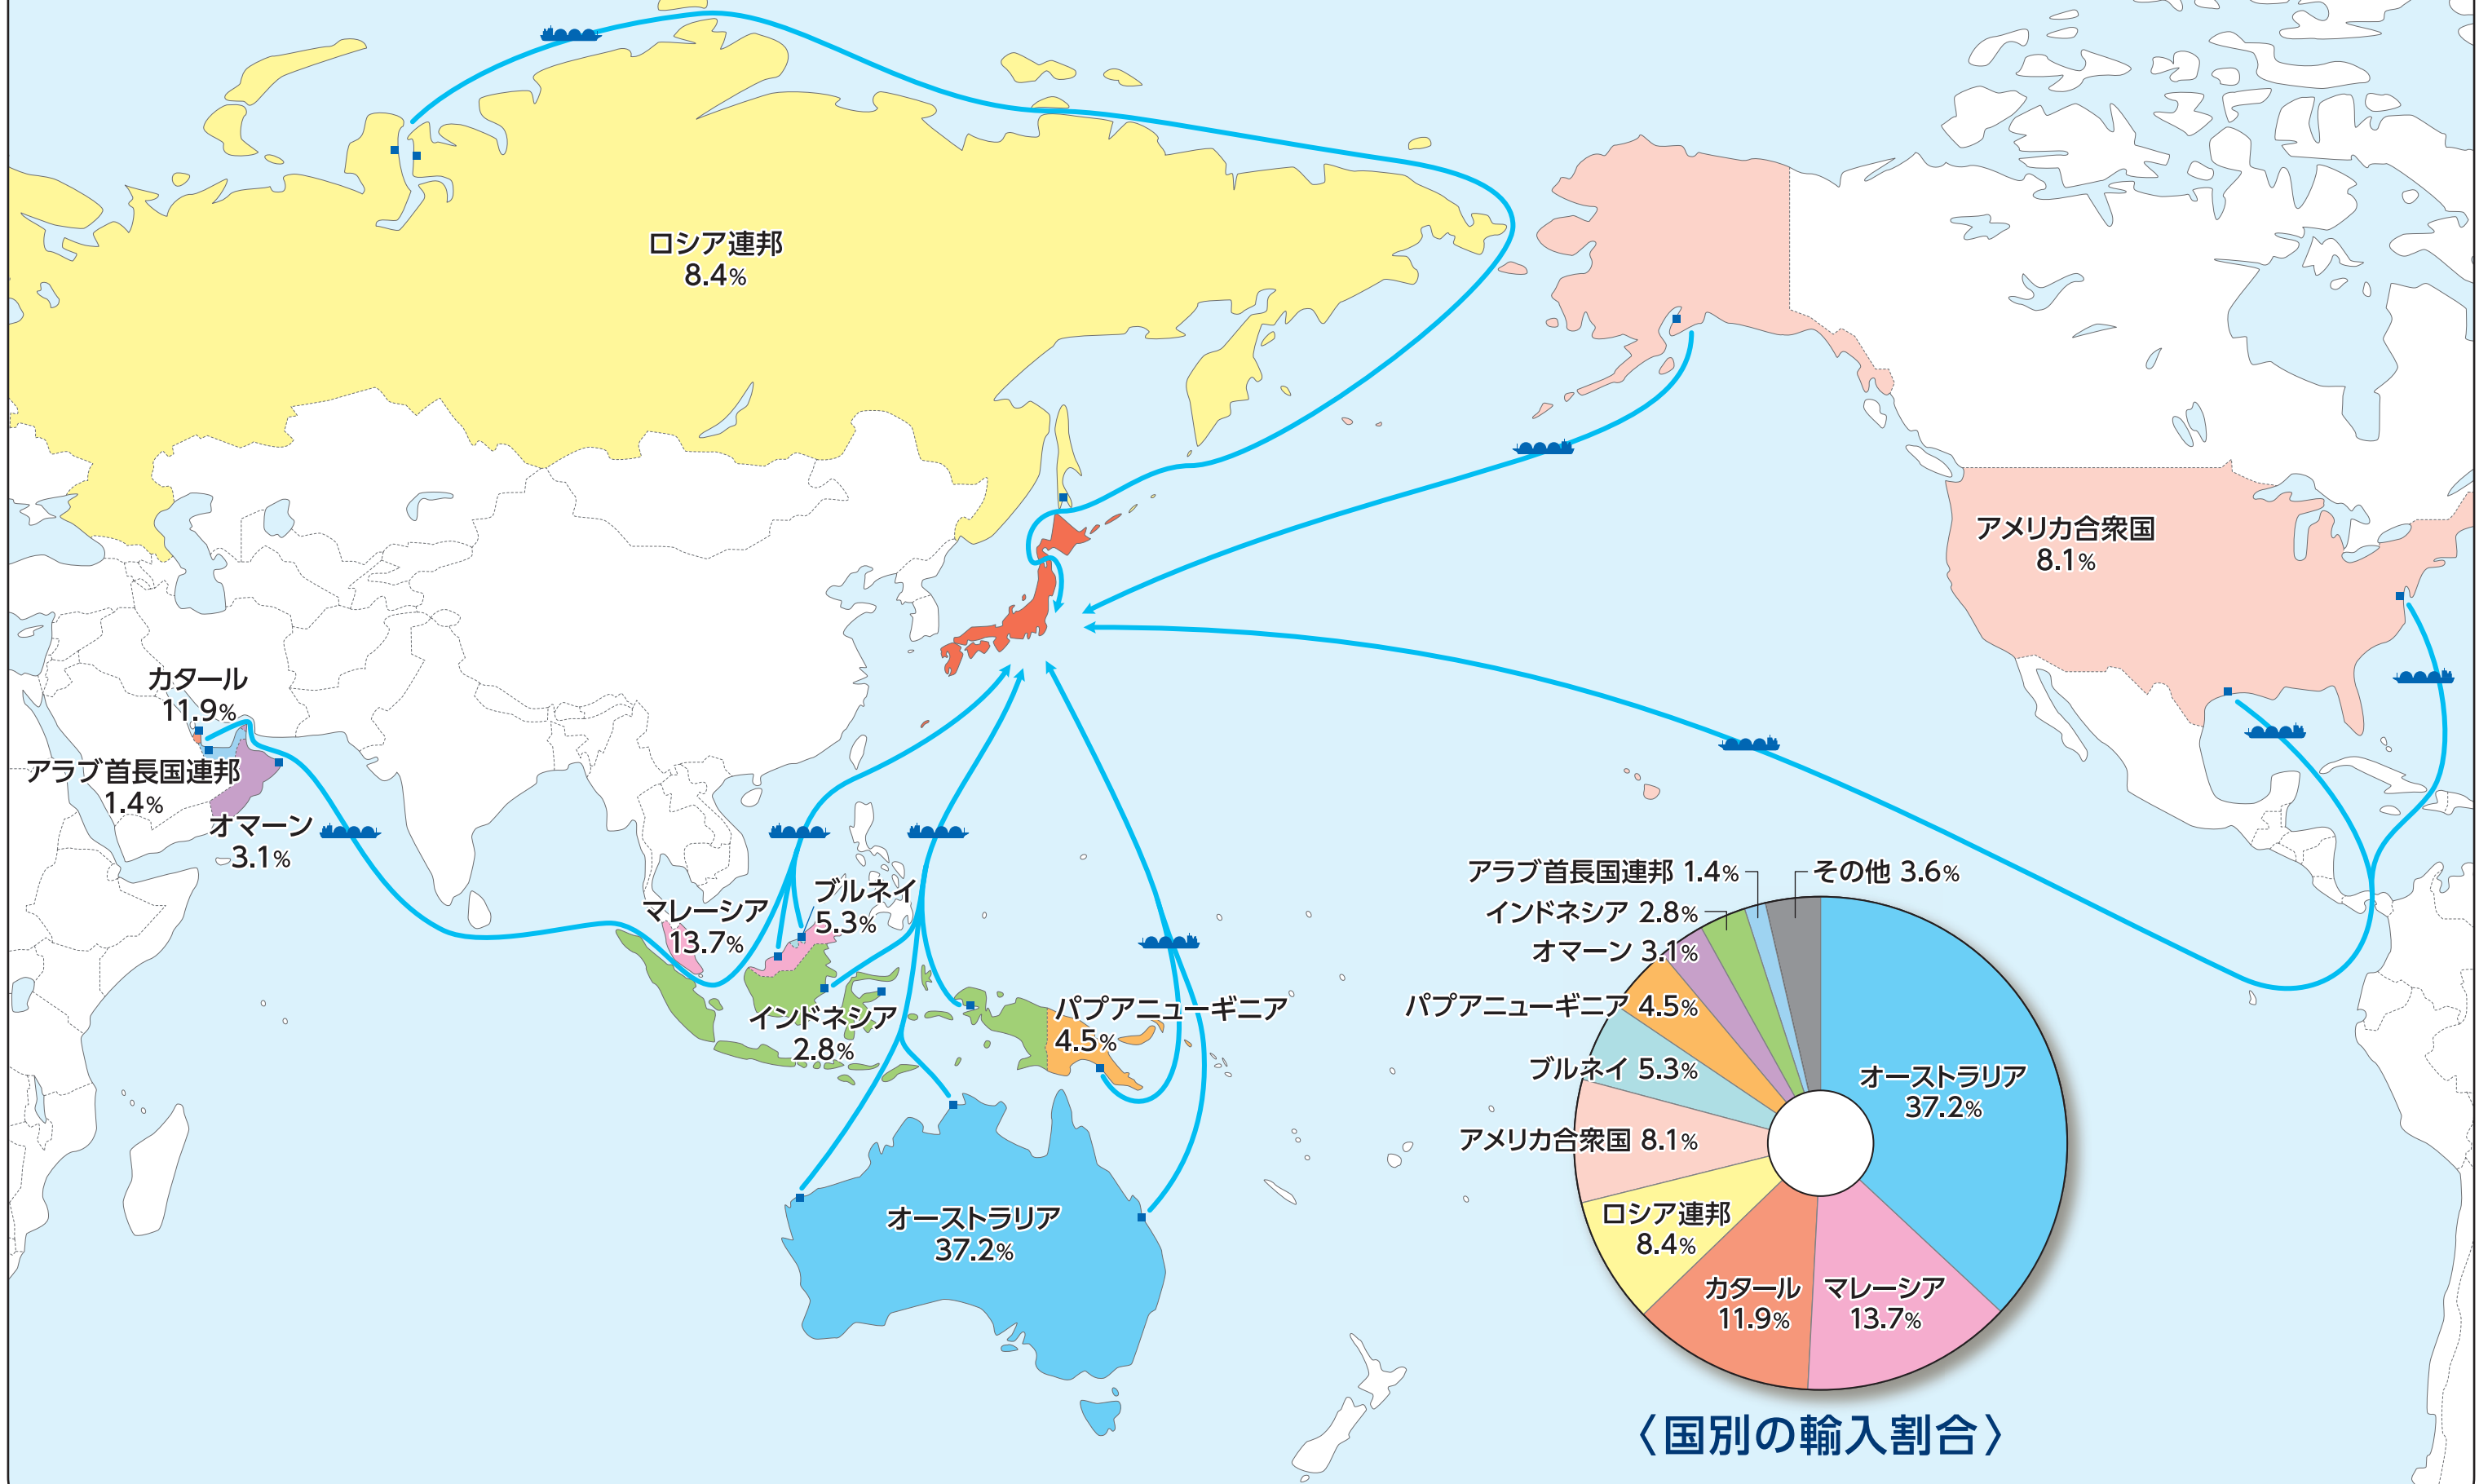 ロシア連邦
8.4%
アメリカ合衆国
8.1%
カタール
11.9%
アラブ首長国連邦
1.4%
オマーン
3.1%
マレーシア
13.7%
ブルネイ
5.3%
インドネシア
2.8%
パプアニューギニア
4.5%
オーストラリア
37.2%
アラブ首長国連邦 1.4%
その他 3.6%
インドネシア 2.8%
オマーン 3.1%
パプアニューギニア 4.5%
ブルネイ 5.3%
オーストラリア
37.2%
アメリカ合衆国 8.1%
ロシア連邦
8.4%
カタール
11.9%
マレーシア
13.7%
〈国別の輸入割合〉